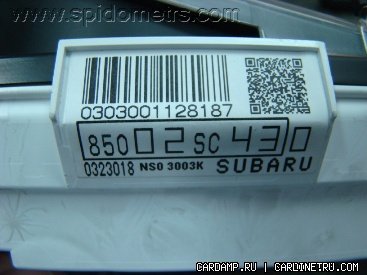 www.spidometrs.com
0303001128187
85002SC430
0323018 NS0 3003K SUBARU
CARDAMP.RU | CARDINETRU.COM